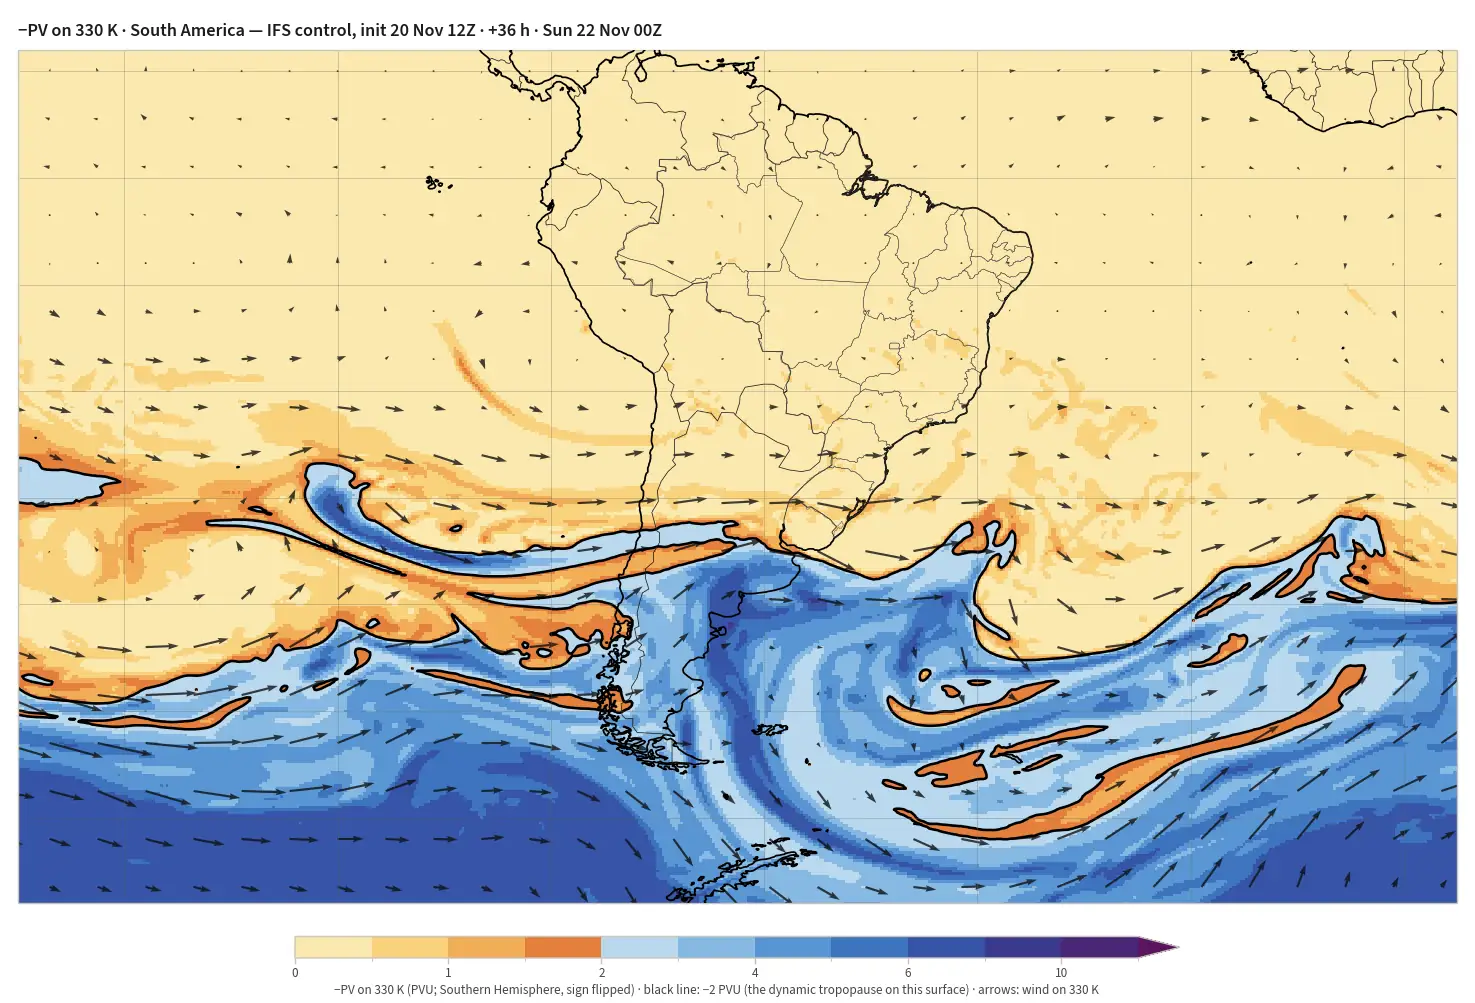 −PV on 330 K · South America — IFS control, init 20 Nov 12Z · +36 h · Sun 22 Nov 00Z
0 1 2 4 6 10
−PV on 330 K (PVU; Southern Hemisphere, sign flipped) · black line: −2 PVU (the dynamic tropopause on this surface) · arrows: wind on 330 K